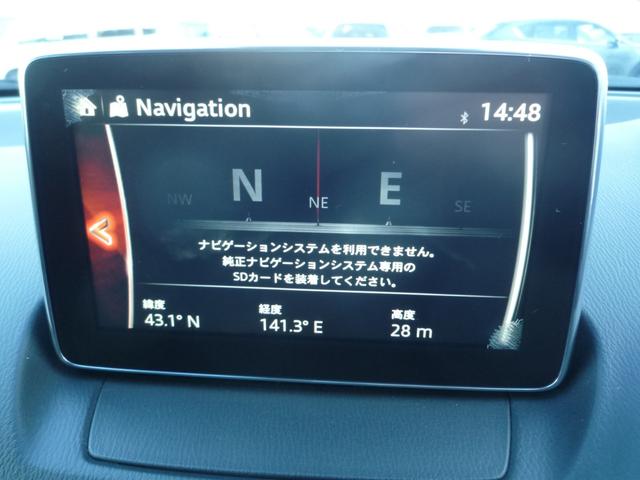 Navigation 14:48
NW N NE E SE
ナビゲーションシステムを利用できません。
純正ナビゲーションシステム専用の
SDカードを装着してください。
緯度 経度 高度
43.1° N 141.3° E 28 m